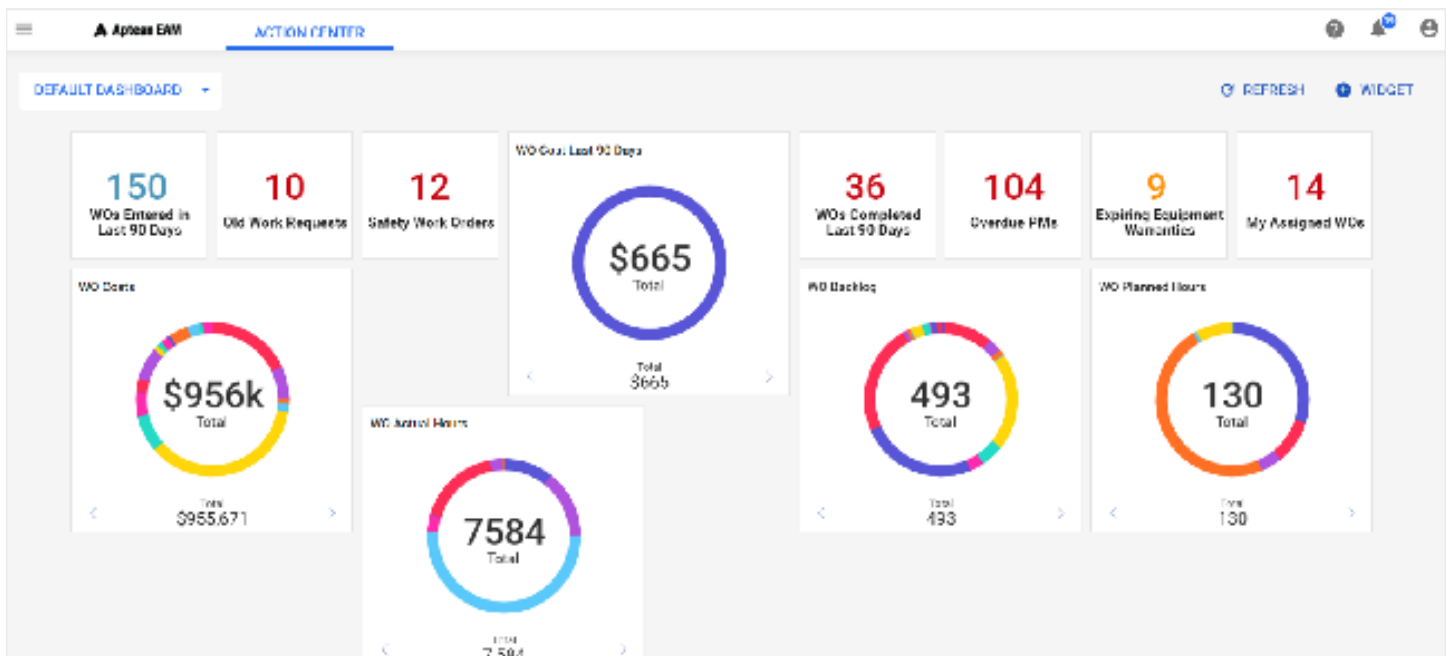 Aptean EAM
ACTION CENTER
DEFAULT DASHBOARD
REFRESH
WIDGET
150
WOs Entered in
Last 90 Days
10
Old Work Requests
12
Safety Work Orders
WO Cost Last 90 Days
$665
Total
Total
$665
36
WOs Completed
Last 90 Days
104
Overdue PMs
9
Expiring Equipment
Warranties
14
My Assigned WOs
WO Costs
$956k
Total
Total
$955,671
WO Actual Hours
7584
Total
Total
7,584
WO Backlog
493
Total
Total
493
WO Planned Hours
130
Total
Total
130